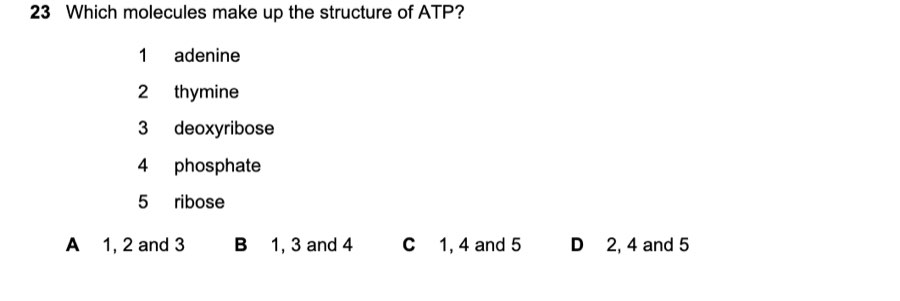 23 Which molecules make up the structure of ATP?
1 adenine
2 thymine
3 deoxyribose
4 phosphate
5 ribose
A 1, 2 and 3 B 1, 3 and 4 C 1, 4 and 5 D 2, 4 and 5